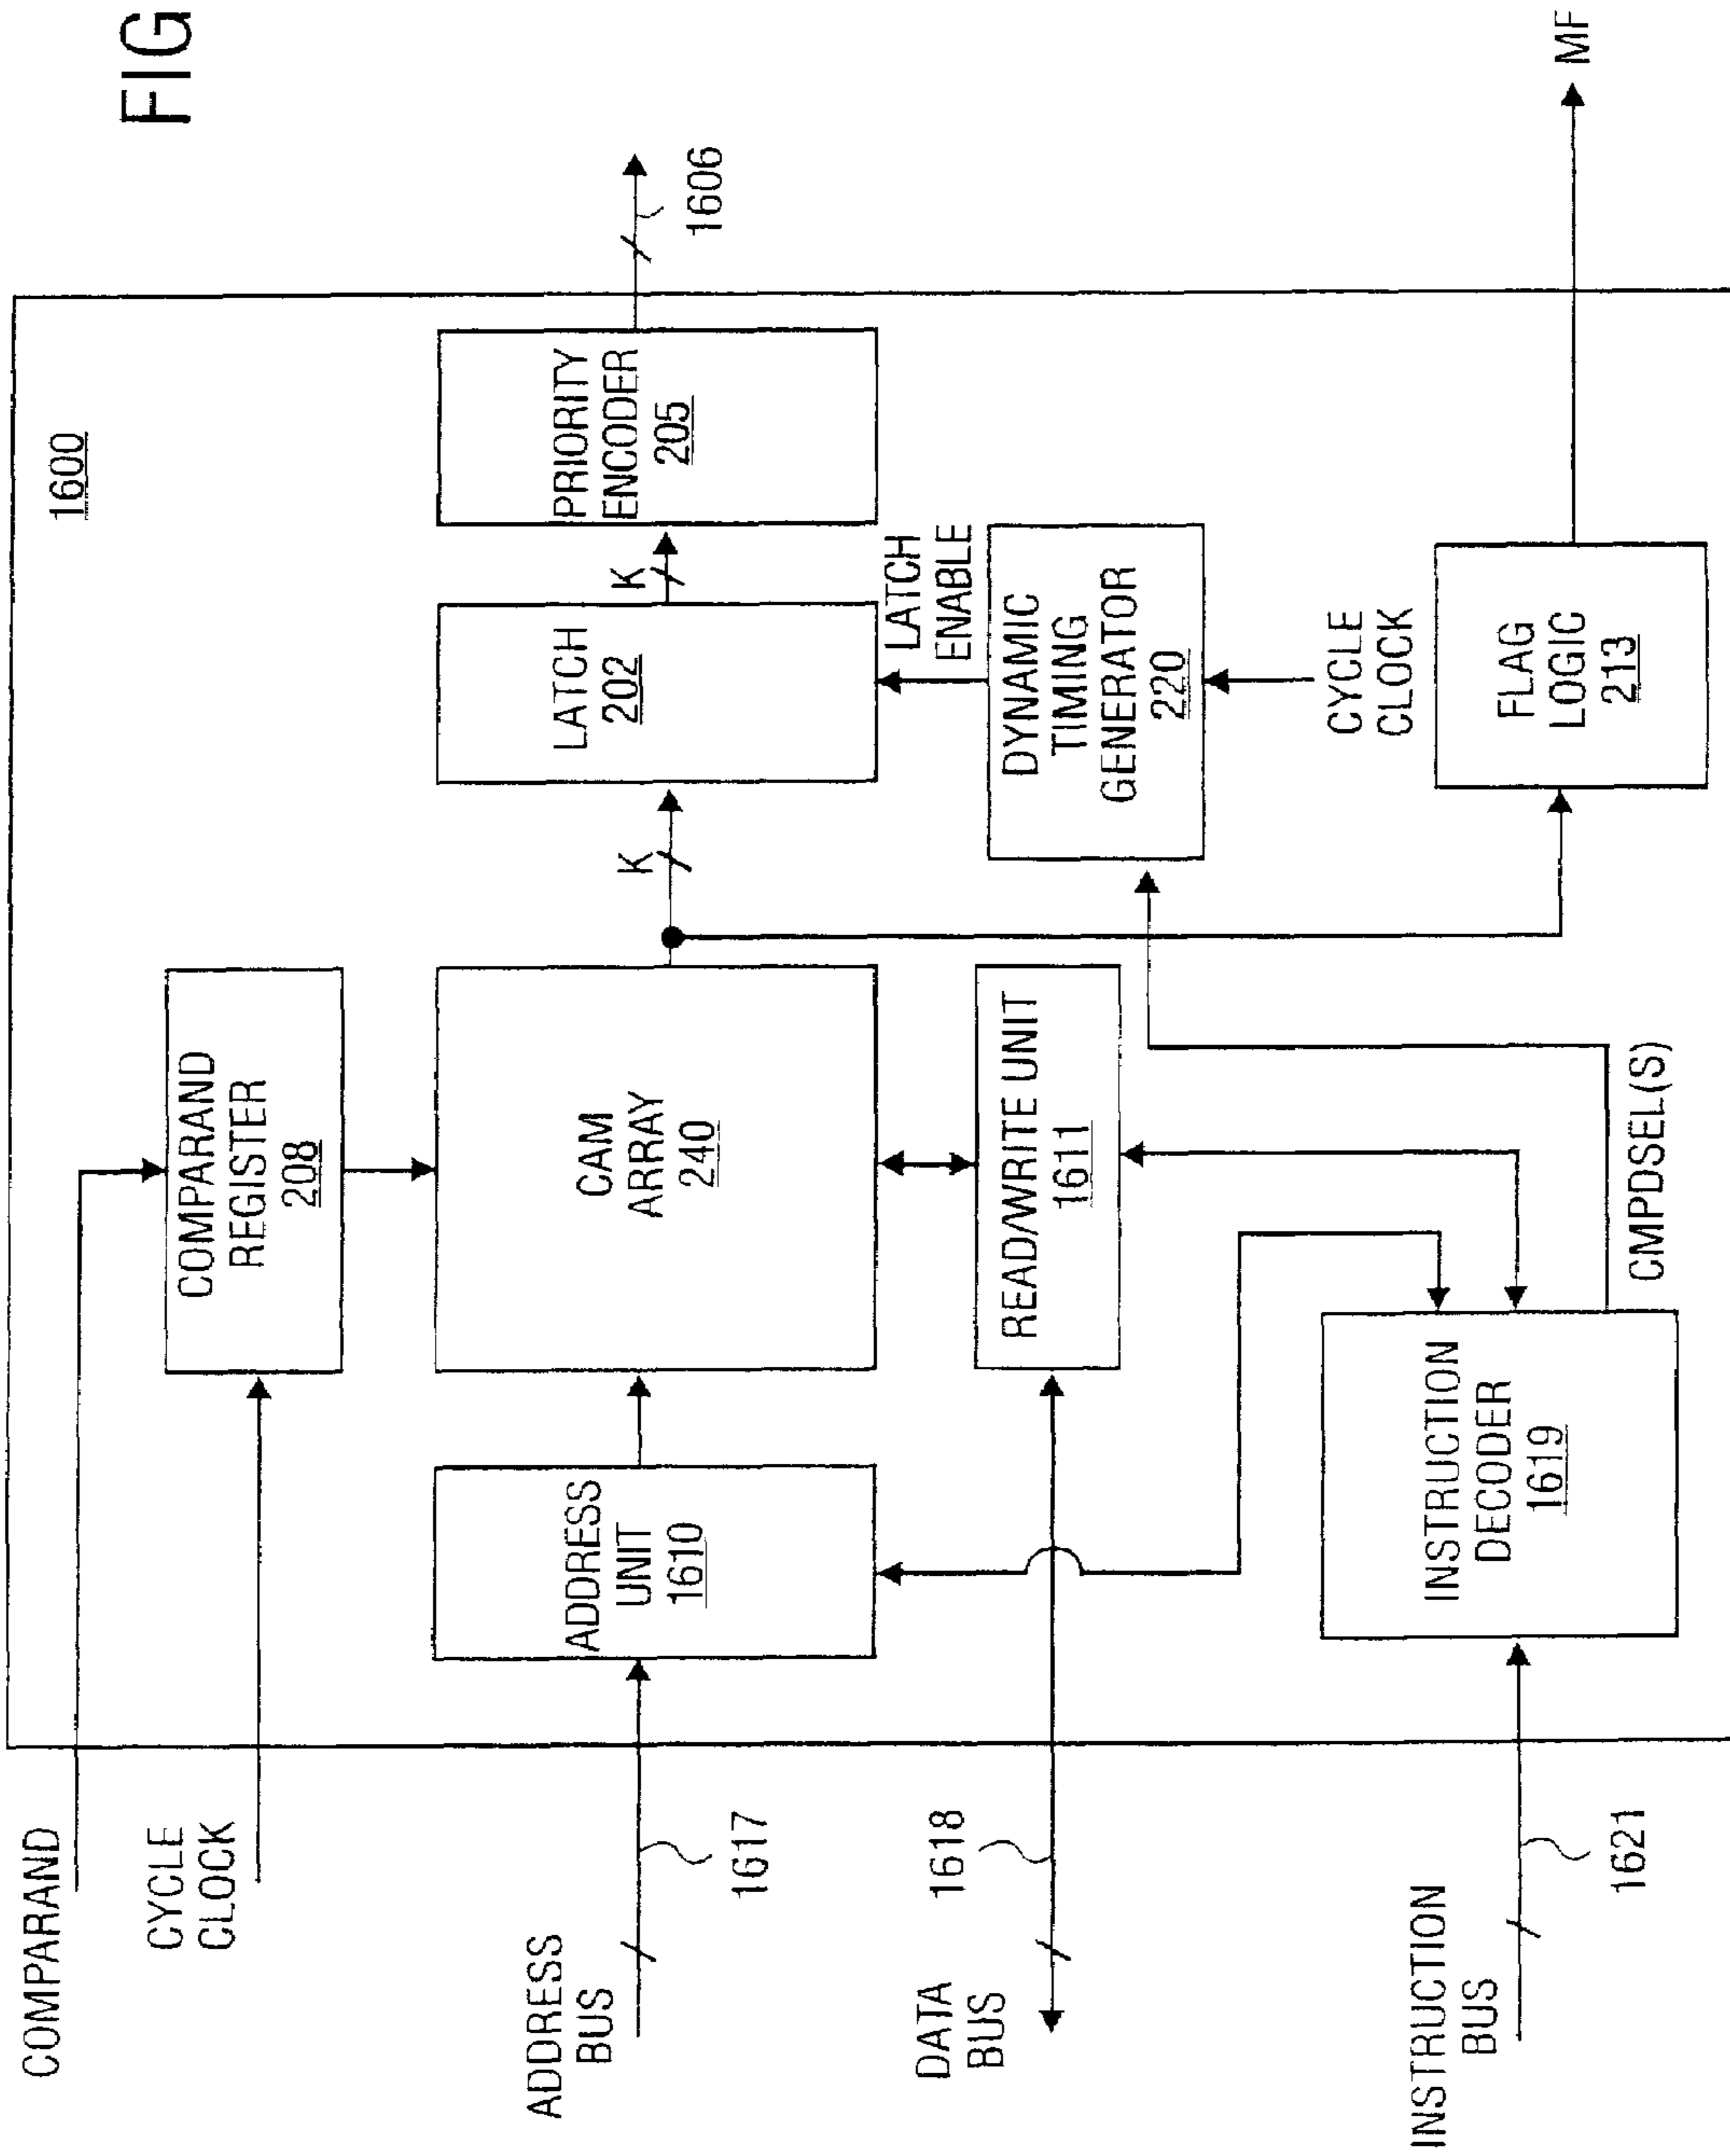 FIG
1600
COMPARAND
CYCLE
CLOCK
COMPARAND
REGISTER
208
ADDRESS
BUS
1617
ADDRESS
UNIT
1610
CAM
ARRAY
240
K
LATCH
202
K
PRIORITY
ENCODER
205
1606
LATCH
ENABLE
DATA
BUS
1618
READ/WRITE UNIT
1611
DYNAMIC
TIMING
GENERATOR
220
CYCLE
CLOCK
INSTRUCTION
BUS
1621
INSTRUCTION
DECODER
1619
CMPDSEL(S)
FLAG
LOGIC
213
MF